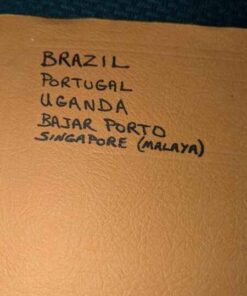 BRAZIL
PORTUGAL
UGANDA
BAJAR PORTO
SINGAPORE (MALAYA)